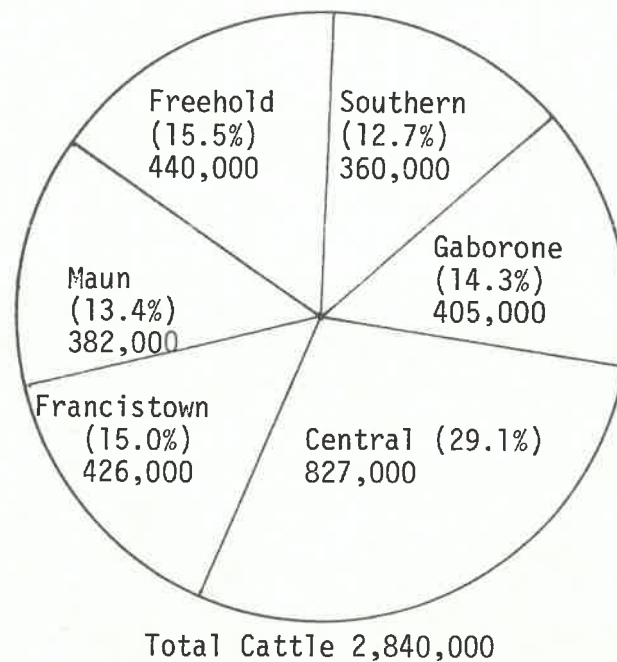 Freehold
(15.5%)
440,000
Southern
(12.7%)
360,000
Gaborone
(14.3%)
405,000
Maun
(13.4%)
382,000
Francistown
(15.0%)
426,000
Central (29.1%)
827,000
Total Cattle 2,840,000